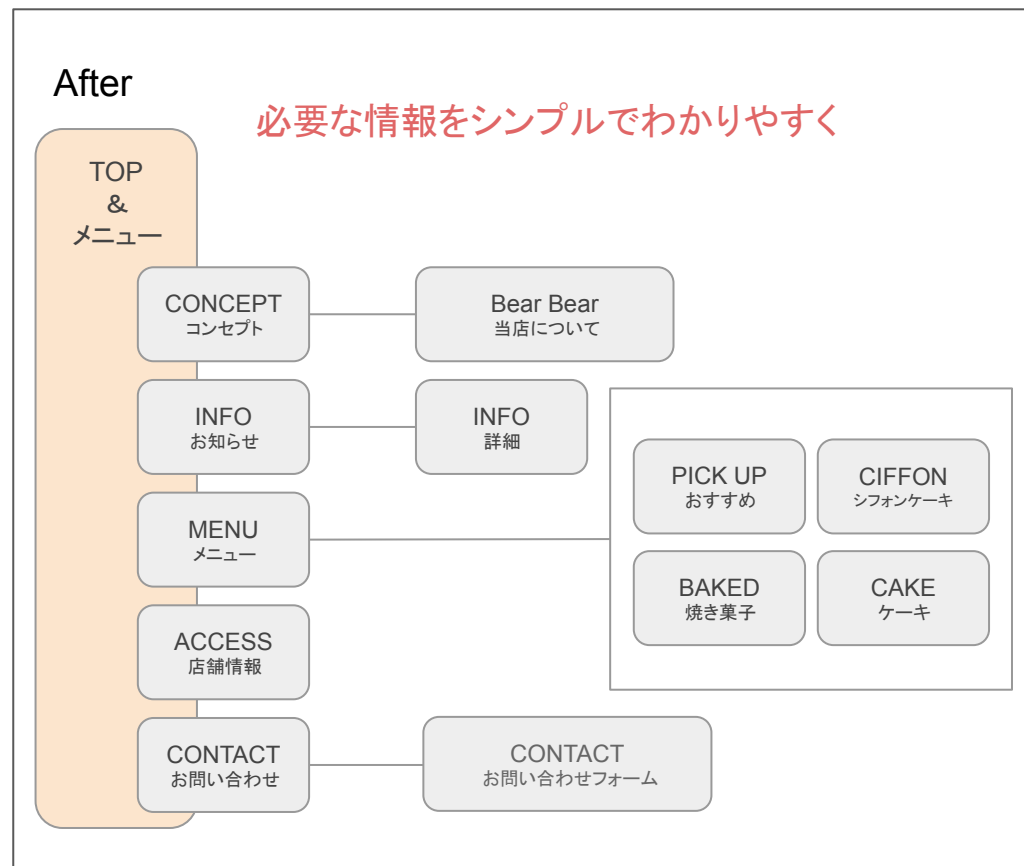 After
必要な情報をシンプルでわかりやすく
TOP
&
メニュー
CONCEPT
コンセプト
Bear Bear
当店について
INFO
お知らせ
INFO
詳細
MENU
メニュー
PICK UP
おすすめ
CIFFON
シフォンケーキ
BAKED
焼き菓子
CAKE
ケーキ
ACCESS
店舗情報
CONTACT
お問い合わせ
CONTACT
お問い合わせフォーム